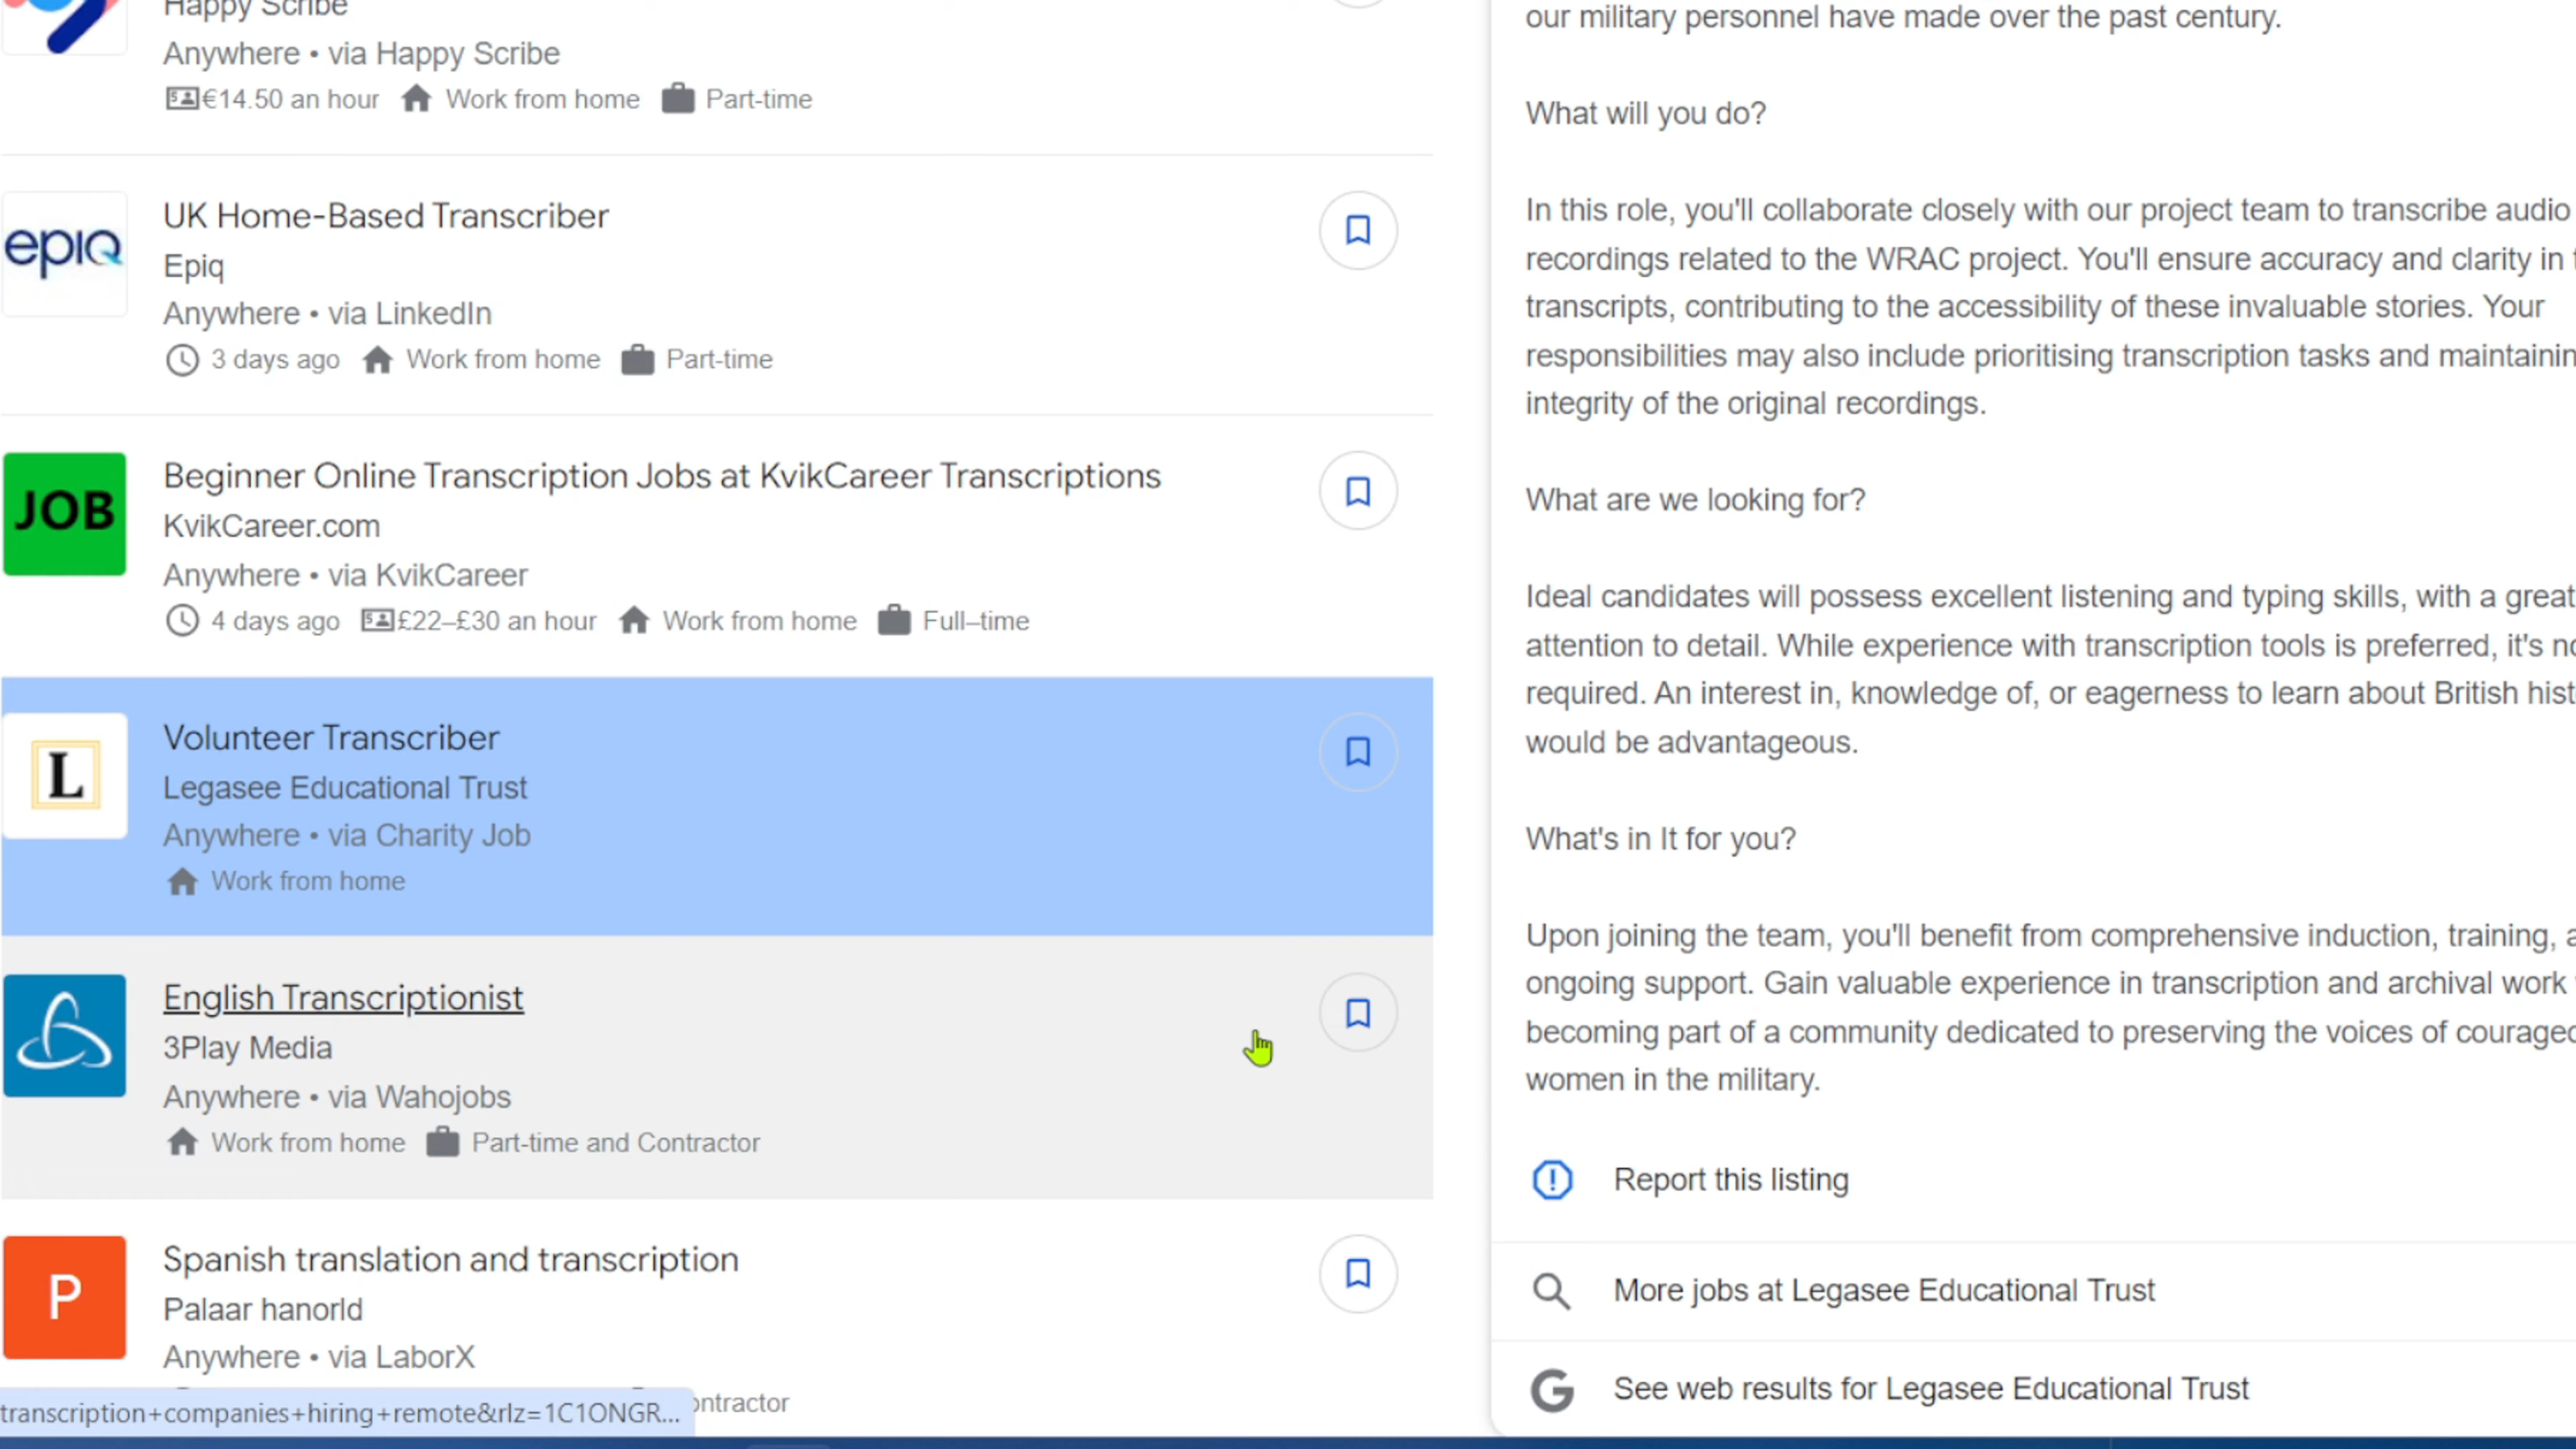 Happy Scribe
Anywhere • via Happy Scribe
€14.50 an hour Work from home Part-time
epiq
UK Home-Based Transcriber
Epiq
Anywhere • via LinkedIn
3 days ago Work from home Part-time
JOB
Beginner Online Transcription Jobs at KvikCareer Transcriptions
KvikCareer.com
Anywhere • via KvikCareer
4 days ago £22–£30 an hour Work from home Full–time
L
Volunteer Transcriber
Legasee Educational Trust
Anywhere • via Charity Job
Work from home
English Transcriptionist
3Play Media
Anywhere • via Wahojobs
Work from home Part-time and Contractor
P
Spanish translation and transcription
Palaar hanorld
Anywhere • via LaborX
ontractor
transcription+companies+hiring+remote&rlz=1C1ONGR...
our military personnel have made over the past century.
What will you do?
In this role, you'll collaborate closely with our project team to transcribe audio
recordings related to the WRAC project. You'll ensure accuracy and clarity in
transcripts, contributing to the accessibility of these invaluable stories. Your
responsibilities may also include prioritising transcription tasks and maintainin
integrity of the original recordings.
What are we looking for?
Ideal candidates will possess excellent listening and typing skills, with a great
attention to detail. While experience with transcription tools is preferred, it's no
required. An interest in, knowledge of, or eagerness to learn about British hist
would be advantageous.
What's in It for you?
Upon joining the team, you'll benefit from comprehensive induction, training,
ongoing support. Gain valuable experience in transcription and archival work
becoming part of a community dedicated to preserving the voices of courage
women in the military.
Report this listing
More jobs at Legasee Educational Trust
G See web results for Legasee Educational Trust